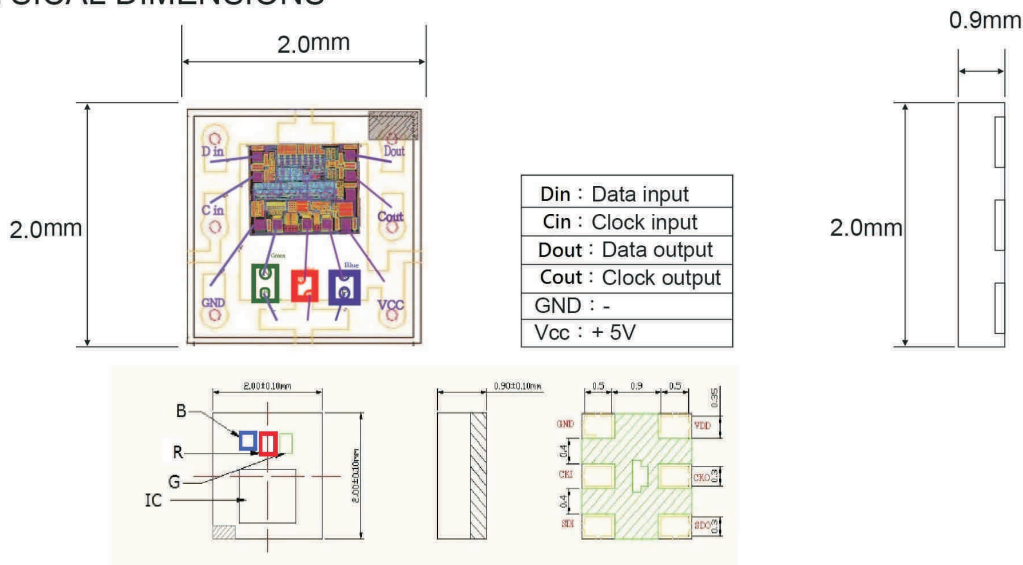 2.0mm
0.9mm
2.0mm
2.0mm
D in
Dout
C in
Cout
Green
Blue
GND
VCC
Din : Data input
Cin : Clock input
Dout : Data output
Cout : Clock output
GND : -
Vcc : + 5V
2.00±0.10mm
0.90±0.10mm
0.5
0.9
0.5
0.35
B
R
G
IC
2.00±0.10mm
GND
VDD
0.4
CKI
CKO
0.3
0.4
SDI
SDO
0.3